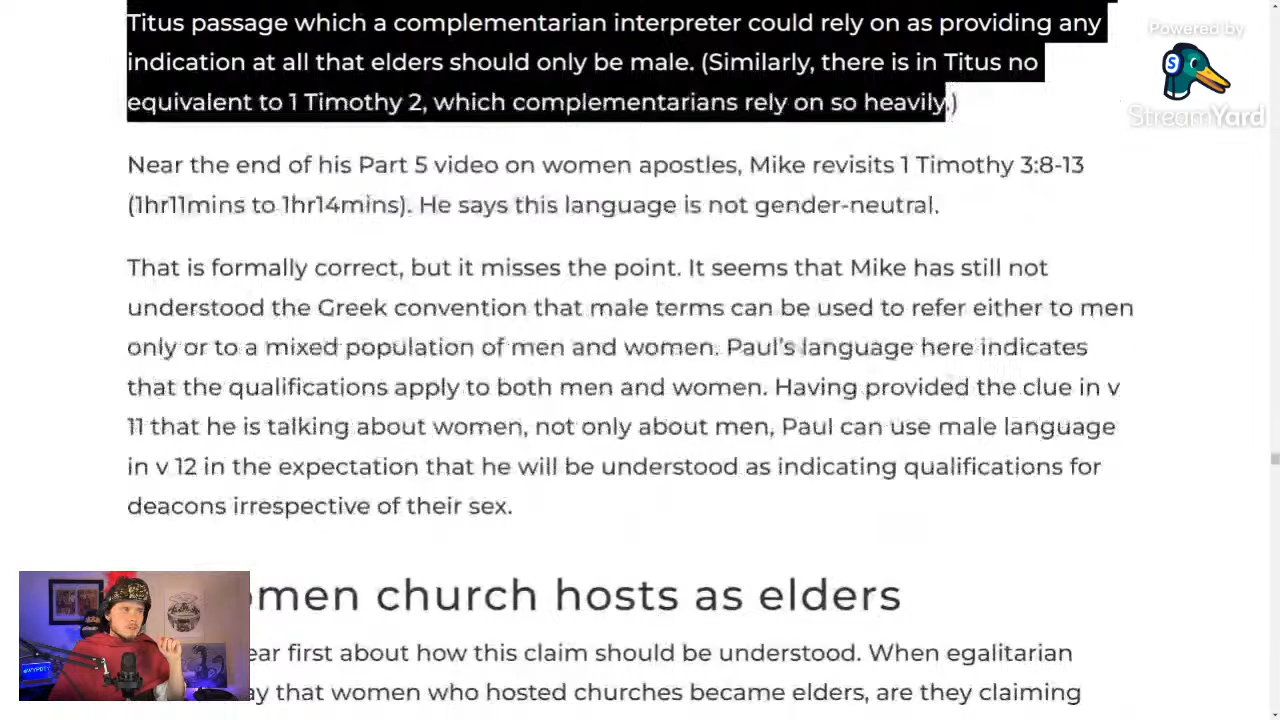 Titus passage which a complementarian interpreter could rely on as providing any
indication at all that elders should only be male. (Similarly, there is in Titus no
equivalent to 1 Timothy 2, which complementarians rely on so heavily.)
Near the end of his Part 5 video on women apostles, Mike revisits 1 Timothy 3:8-13
(1hr11mins to 1hr14mins). He says this language is not gender-neutral.
That is formally correct, but it misses the point. It seems that Mike has still not
understood the Greek convention that male terms can be used to refer either to men
only or to a mixed population of men and women. Paul's language here indicates
that the qualifications apply to both men and women. Having provided the clue in v
11 that he is talking about women, not only about men, Paul can use male language
in v 12 in the expectation that he will be understood as indicating qualifications for
deacons irrespective of their sex.
omen church hosts as elders
ear first about how this claim should be understood. When egalitarian
ay that women who hosted churches became elders, are they claiming
Powered by
S
StreamYard
#WYPDTY